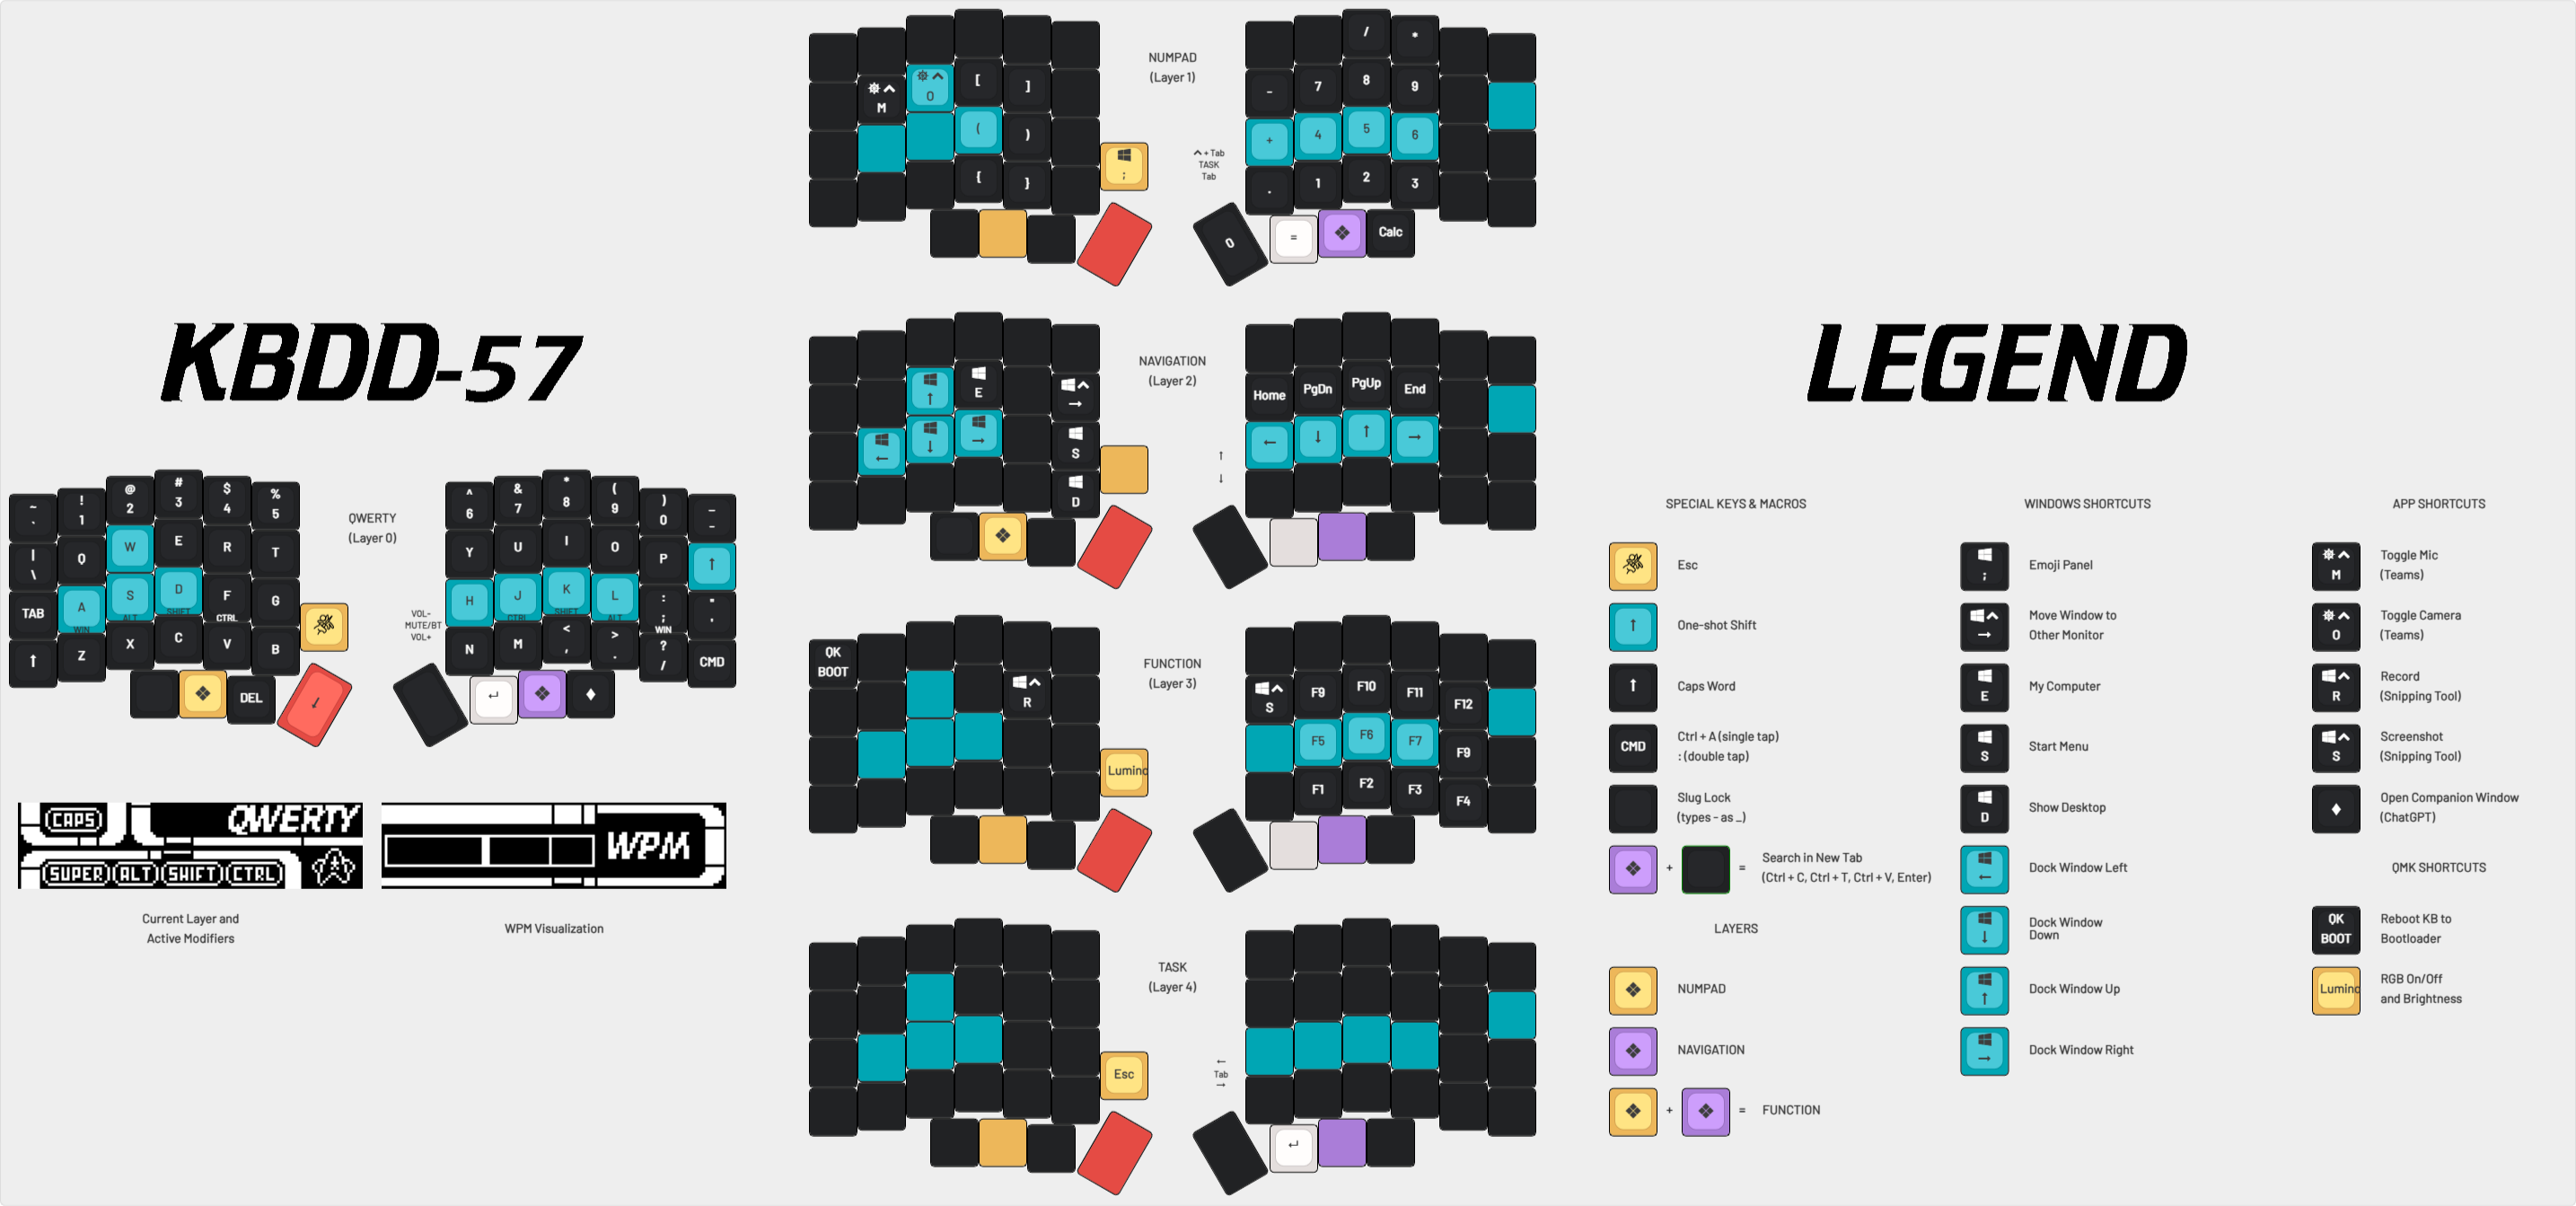 KBDD-57
~ ! @ # $ %
` 1 2 3 4 5
| Q W E R T
\
TAB A S D F G
WIN ALT SHIFT CTRL
↑ Z X C V B
DEL
QWERTY
(Layer 0)
VOL-
MUTE/BT
VOL+
^ & * ( ) _
6 7 8 9 0 -
Y U I O P ↑
H J K L : "
; '
CTRL SHIFT ALT WIN
N M < > ? CMD
, . /
↵
CAPS QWERTY
SUPER ALT SHIFT CTRL
WPM
Current Layer and
Active Modifiers
WPM Visualization
NUMPAD
(Layer 1)
M O [ ]
( )
{ }
;
^ + Tab
TASK
Tab
/ *
- 7 8 9
+ 4 5 6
. 1 2 3
0 = Calc
NAVIGATION
(Layer 2)
↑ E →
← ↓ → S
D
↑
↓
Home PgDn PgUp End
← ↓ ↑ →
FUNCTION
(Layer 3)
QK
BOOT
R
Lumino
S F9 F10 F11 F12
F5 F6 F7 F9
F1 F2 F3 F4
TASK
(Layer 4)
Esc
←
Tab
→
↵
LEGEND
SPECIAL KEYS & MACROS
Esc
↑ One-shot Shift
↑ Caps Word
CMD Ctrl + A (single tap)
: (double tap)
Slug Lock
(types - as _)
+ = Search in New Tab
(Ctrl + C, Ctrl + T, Ctrl + V, Enter)
LAYERS
NUMPAD
NAVIGATION
+ = FUNCTION
WINDOWS SHORTCUTS
; Emoji Panel
→ Move Window to
Other Monitor
E My Computer
S Start Menu
D Show Desktop
← Dock Window Left
↓ Dock Window
Down
↑ Dock Window Up
→ Dock Window Right
APP SHORTCUTS
M Toggle Mic
(Teams)
O Toggle Camera
(Teams)
R Record
(Snipping Tool)
S Screenshot
(Snipping Tool)
Open Companion Window
(ChatGPT)
QMK SHORTCUTS
QK
BOOT
Reboot KB to
Bootloader
Lumino
RGB On/Off
and Brightness